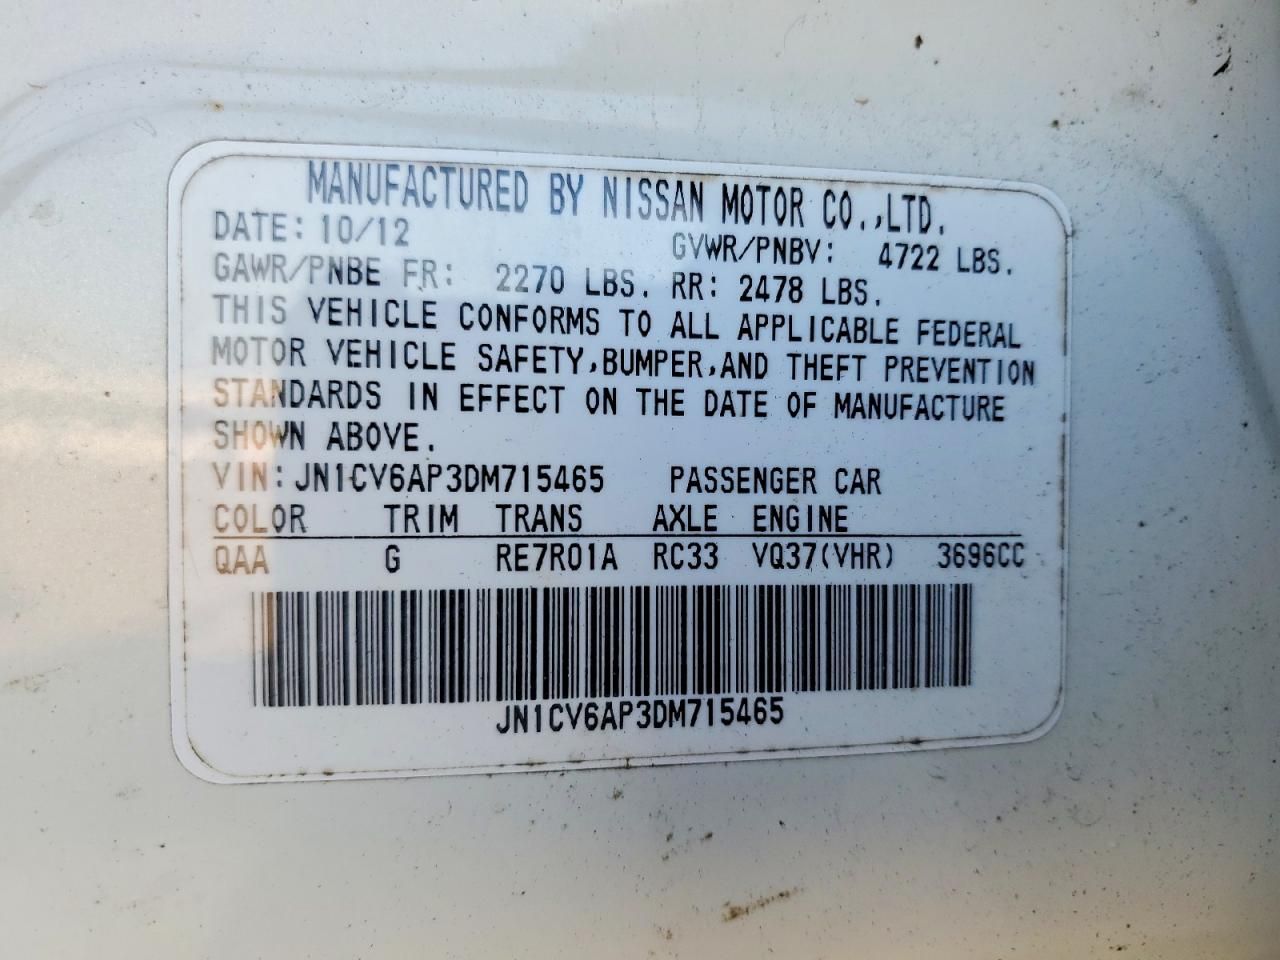 MANUFACTURED BY NISSAN MOTOR CO.,LTD.
DATE: 10/12 GVWR/PNBV: 4722 LBS.
GAWR/PNBE FR: 2270 LBS. RR: 2478 LBS.
THIS VEHICLE CONFORMS TO ALL APPLICABLE FEDERAL
MOTOR VEHICLE SAFETY,BUMPER,AND THEFT PREVENTION
STANDARDS IN EFFECT ON THE DATE OF MANUFACTURE
SHOWN ABOVE.
VIN:JN1CV6AP3DM715465 PASSENGER CAR
COLOR TRIM TRANS AXLE ENGINE
QAA G RE7R01A RC33 VQ37(VHR) 3696CC
JN1CV6AP3DM715465